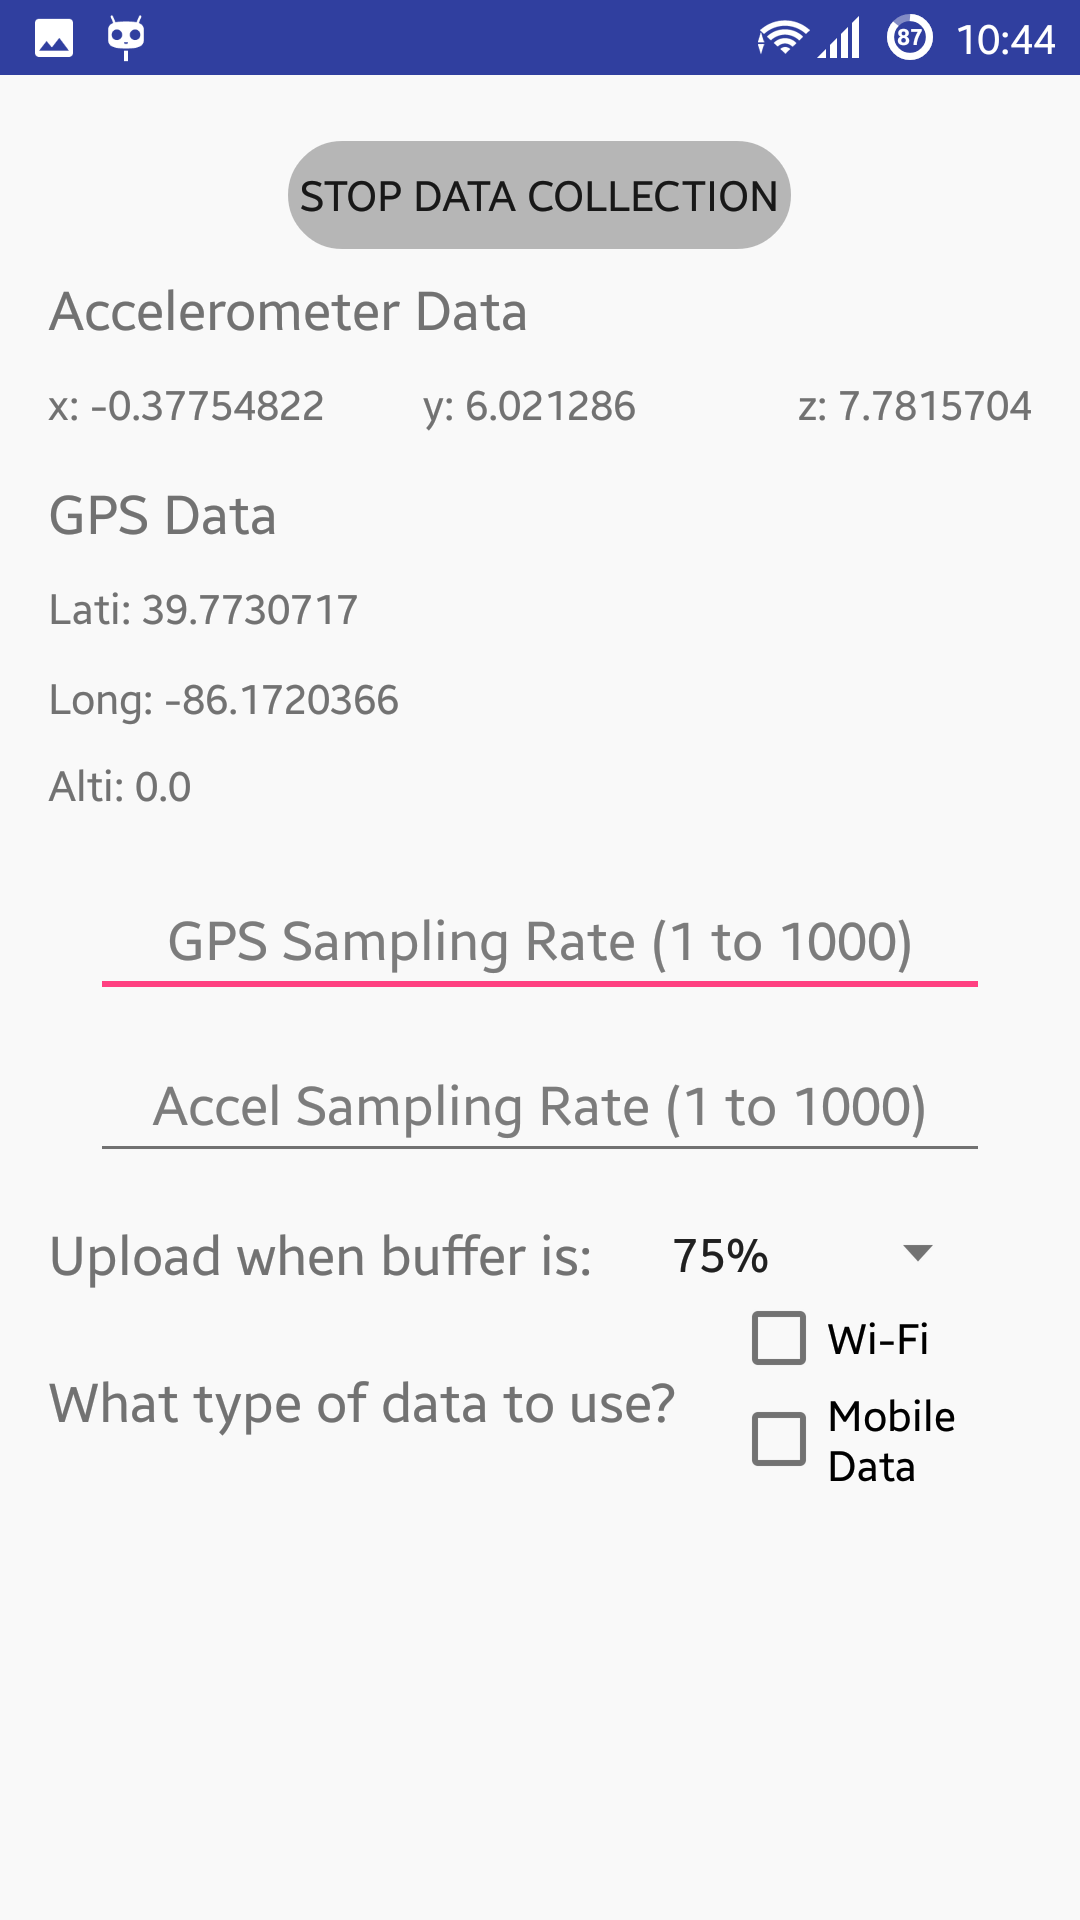 87 10:44
STOP DATA COLLECTION
Accelerometer Data
x: -0.37754822 y: 6.021286 z: 7.7815704
GPS Data
Lati: 39.7730717
Long: -86.1720366
Alti: 0.0
GPS Sampling Rate (1 to 1000)
Accel Sampling Rate (1 to 1000)
Upload when buffer is: 75%
Wi-Fi
What type of data to use?
Mobile
Data